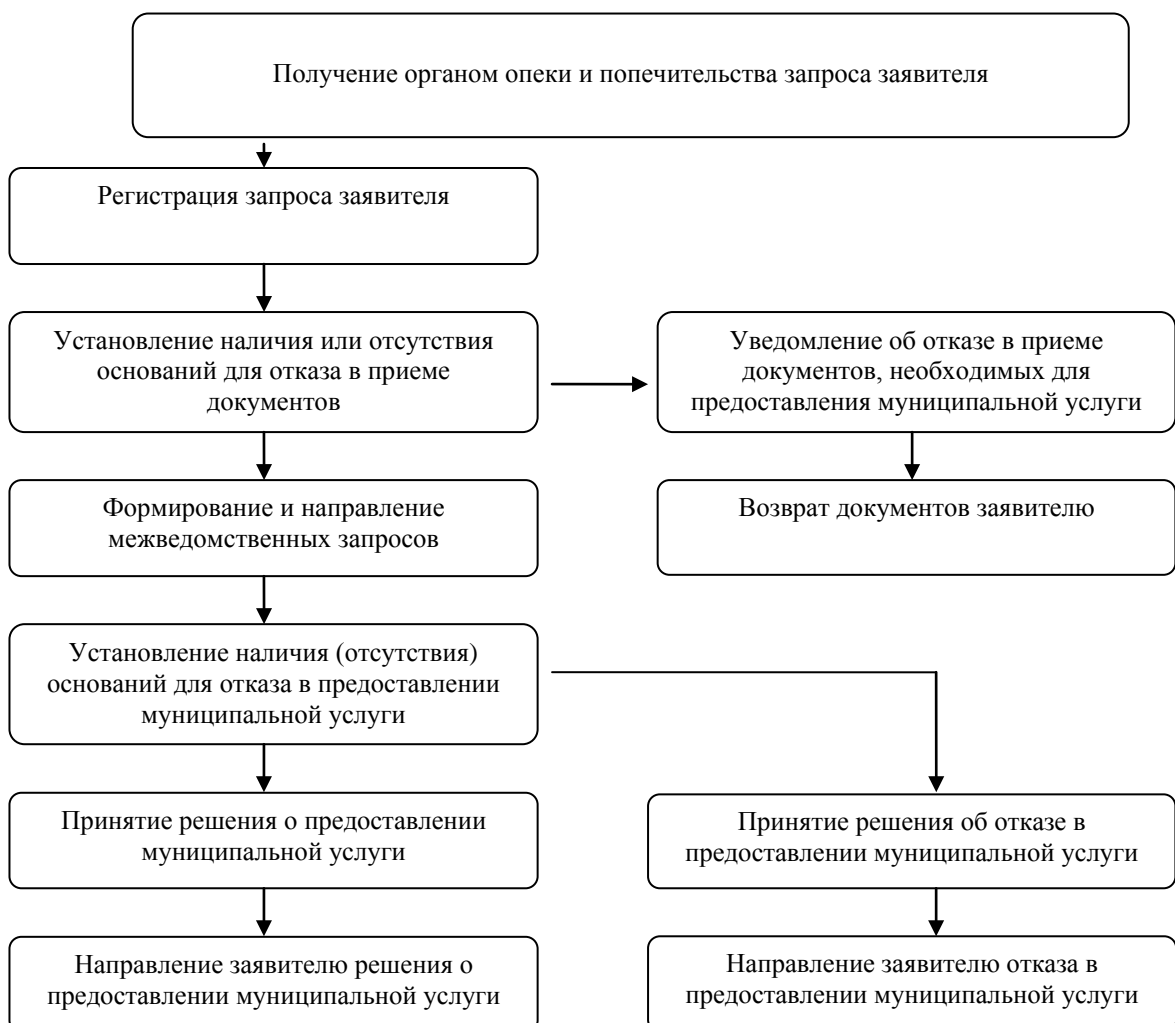 Получение органом опеки и попечительства запроса заявителя
Регистрация запроса заявителя
Установление наличия или отсутствия
оснований для отказа в приеме
документов
Уведомление об отказе в приеме
документов, необходимых для
предоставления муниципальной услуги
Формирование и направление
межведомственных запросов
Возврат документов заявителю
Установление наличия (отсутствия)
оснований для отказа в предоставлении
муниципальной услуги
Принятие решения о предоставлении
муниципальной услуги
Принятие решения об отказе в
предоставлении муниципальной услуги
Направление заявителю решения о
предоставлении муниципальной услуги
Направление заявителю отказа в
предоставлении муниципальной услуги